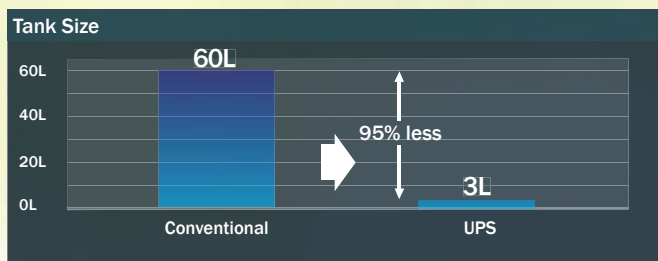 Tank Size
60L
60L
40L
95% less
20L
3L
0L
Conventional
UPS